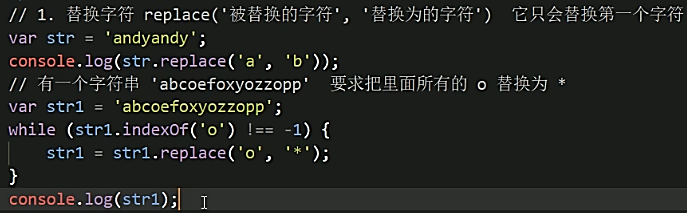 // 1. 替换字符 replace('被替换的字符', '替换为的字符')  它只会替换第一个字符
var str = 'andyandy';
console.log(str.replace('a', 'b'));
// 有一个字符串 'abcoefoxyozzopp'  要求把里面所有的 o 替换为 *
var str1 = 'abcoefoxyozzopp';
while (str1.indexOf('o') !== -1) {
    str1 = str1.replace('o', '*');
}
console.log(str1);